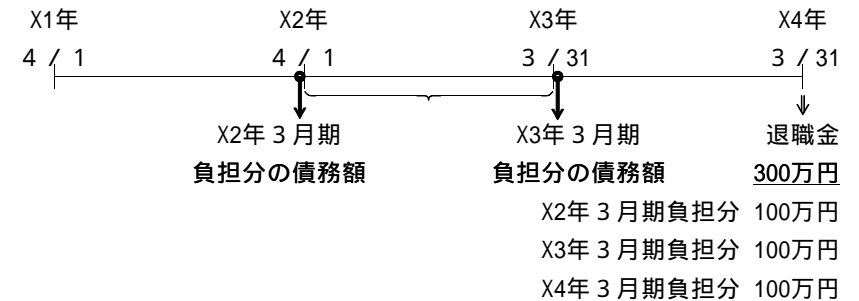 X1年 X2年 X3年 X4年
4 / 1 4 / 1 3 / 31 3 / 31
X2年3月期 X3年3月期 退職金
負担分の債務額 負担分の債務額 300万円
X2年3月期負担分 100万円
X3年3月期負担分 100万円
X4年3月期負担分 100万円